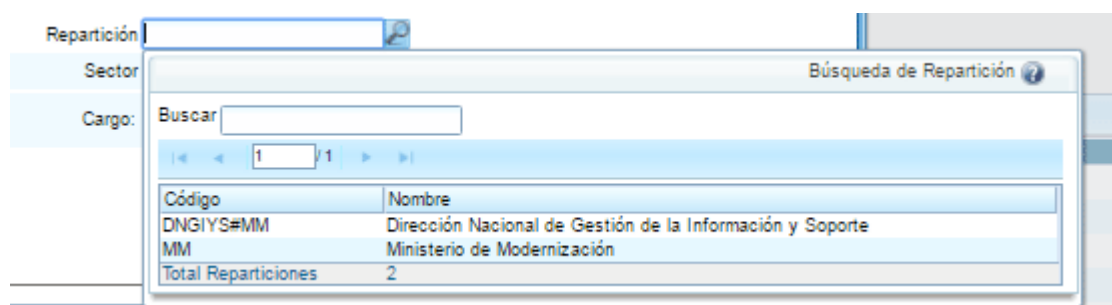 Repartición
Sector
Búsqueda de Repartición
Cargo:
Buscar
1 / 1
Código Nombre
DNGIYS#MM Dirección Nacional de Gestión de la Información y Soporte
MM Ministerio de Modernización
Total Reparticiones 2